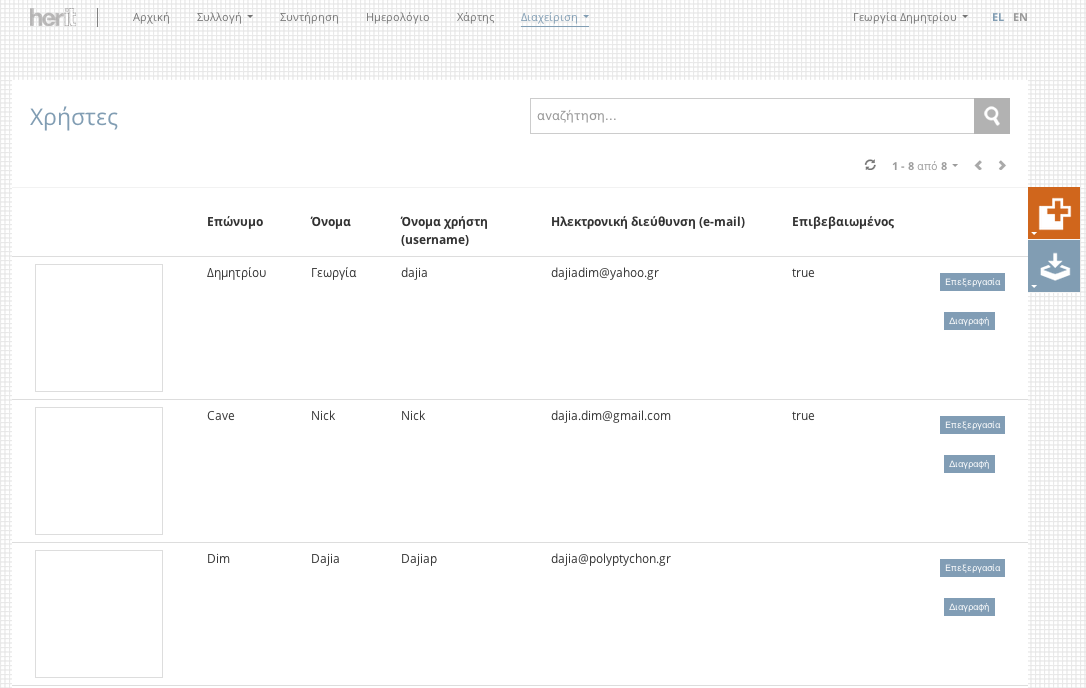 herit Αρχική Συλλογή Συντήρηση Ημερολόγιο Χάρτης Διαχείριση Γεωργία Δημητρίου EL EN
Χρήστες αναζήτηση...
1 - 8 από 8
Επώνυμο Όνομα Όνομα χρήστη Ηλεκτρονική διεύθυνση (e-mail) Επιβεβαιωμένος
(username)
Δημητρίου Γεωργία dajia dajiadim@yahoo.gr true
Επεξεργασία
Διαγραφή
Cave Nick Nick dajia.dim@gmail.com true
Επεξεργασία
Διαγραφή
Dim Dajia Dajiap dajia@polyptychon.gr
Επεξεργασία
Διαγραφή